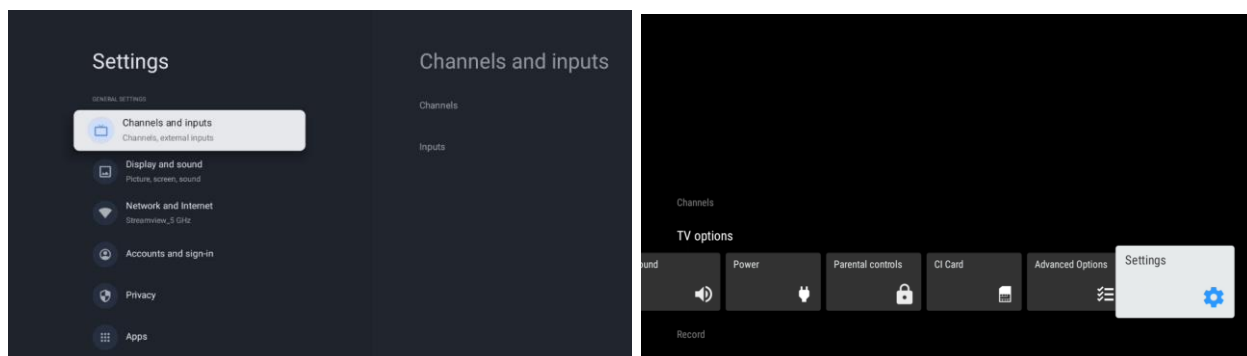 Settings
GENERAL SETTINGS
Channels and inputs
Channels, external inputs
Display and sound
Picture, screen, sound
Network and Internet
Streamview_5 GHz
Accounts and sign-in
Privacy
Apps
Channels and inputs
Channels
Inputs
Channels
TV options
ound
Power
Parental controls
CI Card
Advanced Options
Settings
Record